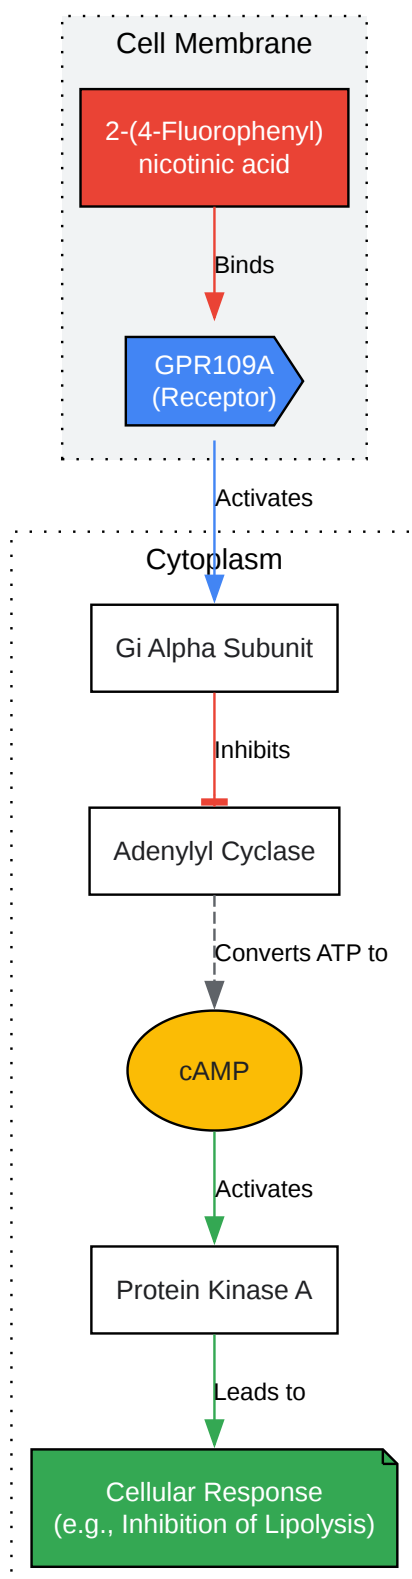 Cell Membrane
2-(4-Fluorophenyl)
nicotinic acid
Binds
GPR109A
(Receptor)
Activates
Cytoplasm
Gi Alpha Subunit
Inhibits
Adenylyl Cyclase
Converts ATP to
cAMP
Activates
Protein Kinase A
Leads to
Cellular Response
(e.g., Inhibition of Lipolysis)